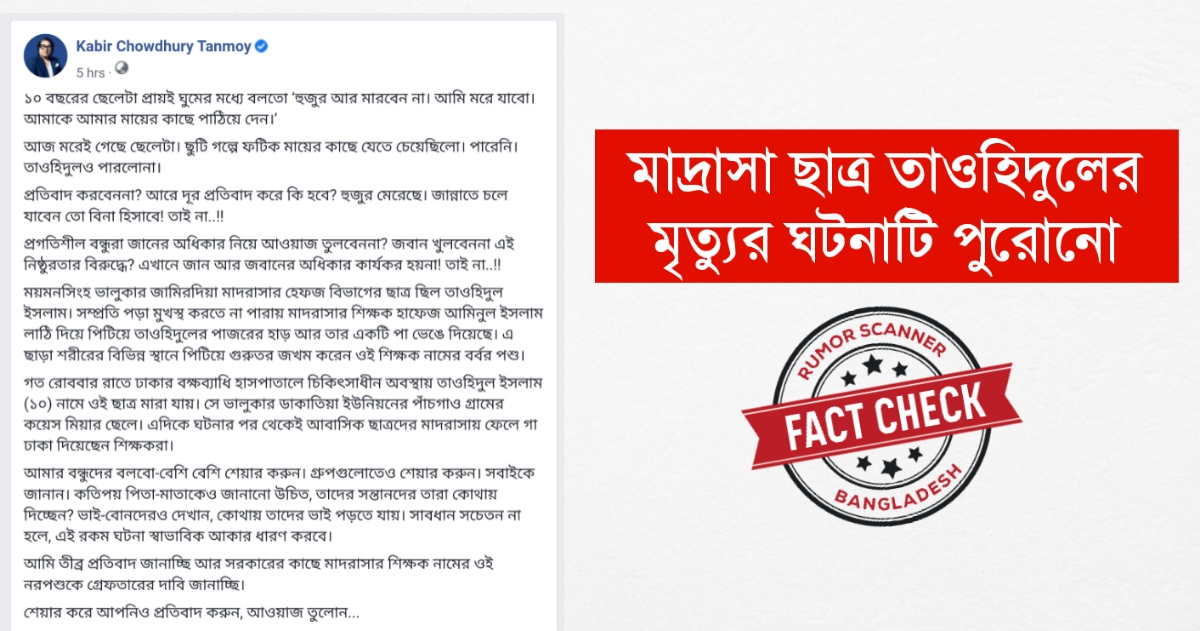 Kabir Chowdhury Tanmoy
5 hrs ·
১০ বছরের ছেলেটা প্রায়ই ঘুমের মধ্যে বলতো 'হুজুর আর মারবেন না। আমি মরে যাবো।
আমাকে আমার মায়ের কাছে পাঠিয়ে দেন।'
আজ মরেই গেছে ছেলেটা। ছুটি গল্পে ফটিক মায়ের কাছে যেতে চেয়েছিলো। পারেনি।
তাওহিদুলও পারলোনা।
প্রতিবাদ করবেননা? আরে দূর প্রতিবাদ করে কি হবে? হুজুর মেরেছে। জান্নাতে চলে
যাবেন তো বিনা হিসাবে! তাই না..!!
প্রগতিশীল বন্ধুরা জানের অধিকার নিয়ে আওয়াজ তুলবেননা? জবান খুলবেননা এই
নিষ্ঠুরতার বিরুদ্ধে? এখানে জান আর জবানের অধিকার কার্যকর হয়না! তাই না..!!
ময়মনসিংহ ভালুকার জামিরদিয়া মাদরাসার হেফজ বিভাগের ছাত্র ছিল তাওহিদুল
ইসলাম। সম্প্রতি পড়া মুখস্থ করতে না পারায় মাদরাসার শিক্ষক হাফেজ আমিনুল ইসলাম
লাঠি দিয়ে পিটিয়ে তাওহিদুলের পাজরের হাড় আর তার একটি পা ভেঙে দিয়েছে। এ
ছাড়া শরীরের বিভিন্ন স্থানে পিটিয়ে গুরুতর জখম করেন ওই শিক্ষক নামের বর্বর পশু।
গত রোববার রাতে ঢাকার বক্ষব্যাধি হাসপাতালে চিকিৎসাধীন অবস্থায় তাওহিদুল ইসলাম
(১০) নামে ওই ছাত্র মারা যায়। সে ভালুকার ডাকাতিয়া ইউনিয়নের পাঁচগাও গ্রামের
কয়েস মিয়ার ছেলে। এদিকে ঘটনার পর থেকেই আবাসিক ছাত্রদের মাদরাসায় ফেলে গা
ঢাকা দিয়েছেন শিক্ষকরা।
আমার বন্ধুদের বলবো-বেশি বেশি শেয়ার করুন। গ্রুপগুলোতেও শেয়ার করুন। সবাইকে
জানান। কতিপয় পিতা-মাতাকেও জানানো উচিত, তাদের সন্তানদের তারা কোথায়
দিচ্ছেন? ভাই-বোনদেরও দেখান, কোথায় তাদের ভাই পড়তে যায়। সাবধান সচেতন না
হলে, এই রকম ঘটনা স্বাভাবিক আকার ধারণ করবে।
আমি তীব্র প্রতিবাদ জানাচ্ছি আর সরকারের কাছে মাদরাসার শিক্ষক নামের ওই
নরপশুকে গ্রেফতারের দাবি জানাচ্ছি।
শেয়ার করে আপনিও প্রতিবাদ করুন, আওয়াজ তুলোন...
মাদ্রাসা ছাত্র তাওহিদুলের
মৃত্যুর ঘটনাটি পুরোনো
RUMOR SCANNER
FACT CHECK
BANGLADESH